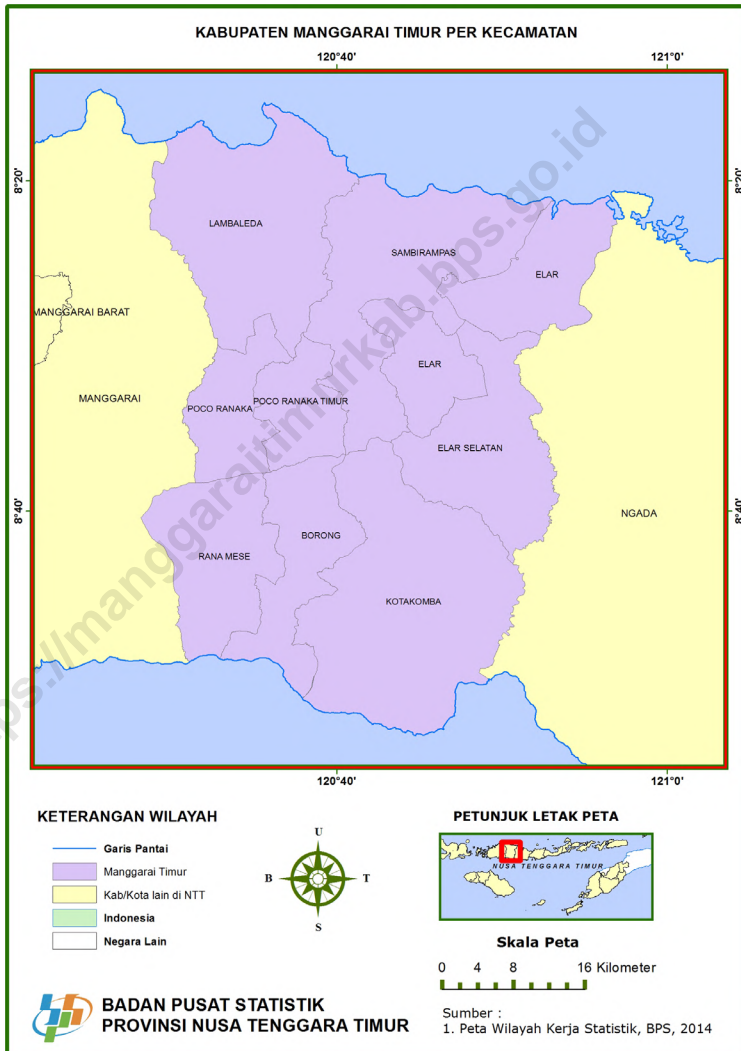 KABUPATEN MANGGARAI TIMUR PER KECAMATAN
120°40' 121°0'
8°20' 8°20'
LAMBALEDA
SAMBIRAMPAS
ELAR
MANGGARAI BARAT
ELAR
MANGGARAI
POCO RANAKA
POCO RANAKA TIMUR
ELAR SELATAN
8°40' 8°40'
NGADA
BORONG
RANA MESE
KOTAKOMBA
120°40' 121°0'
ps://manggaraitimurkab.bps.go.id
KETERANGAN WILAYAH
Garis Pantai
Manggarai Timur
Kab/Kota lain di NTT
Indonesia
Negara Lain
U
B T
S
PETUNJUK LETAK PETA
NUSA TENGGARA TIMUR
Skala Peta
0 4 8 16 Kilometer
BADAN PUSAT STATISTIK
PROVINSI NUSA TENGGARA TIMUR
Sumber :
1. Peta Wilayah Kerja Statistik, BPS, 2014